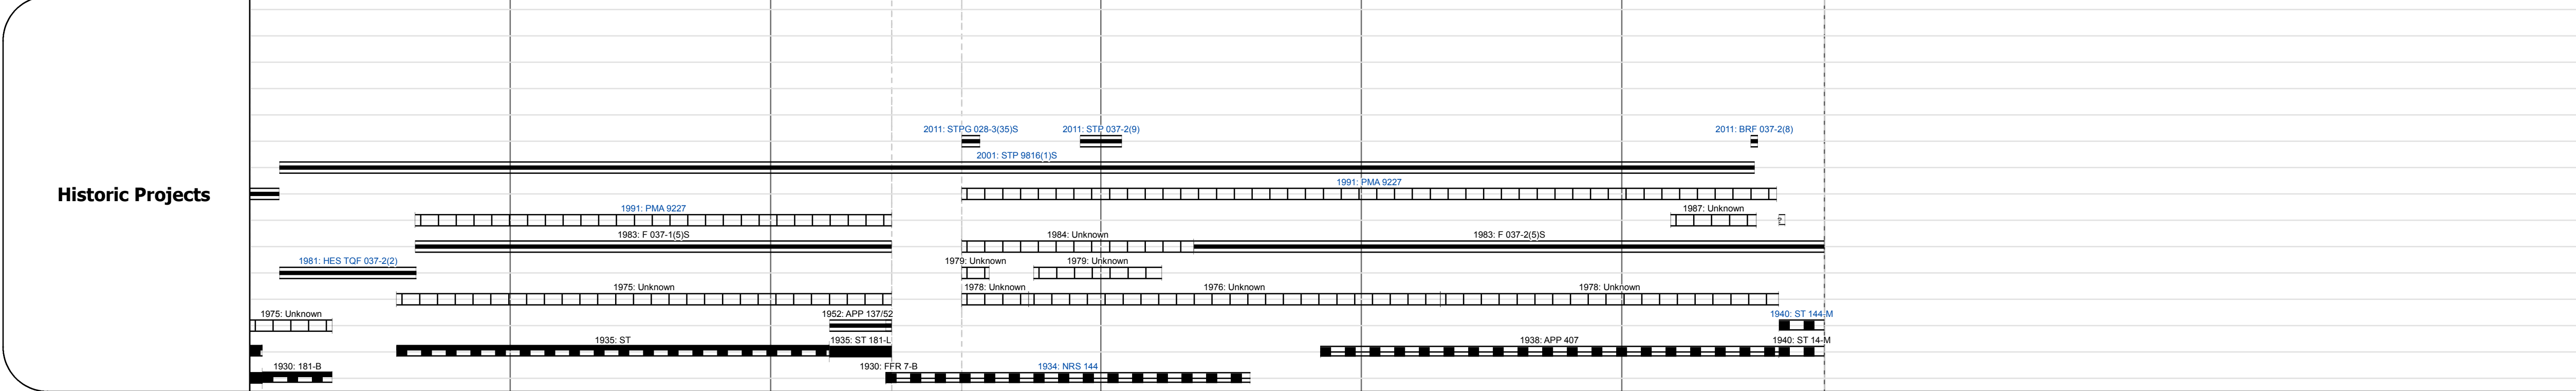 2011: STPG 028-3(35)S
2011: STP 037-2(9)
2011: BRF 037-2(8)
2001: STP 9816(1)S
Historic Projects
1991: PMA 9227
1991: PMA 9227
1987: Unknown
1983: F 037-1(5)S
1984: Unknown
1983: F 037-2(5)S
1981: HES TQF 037-2(2)
1979: Unknown
1979: Unknown
1975: Unknown
1978: Unknown
1976: Unknown
1978: Unknown
1975: Unknown
1952: APP 137/52
1940: ST 144-M
1935: ST
1935: ST 181-L
1938: APP 407
1940: ST 14-M
1930: 181-B
1930: FFR 7-B
1934: NRS 144